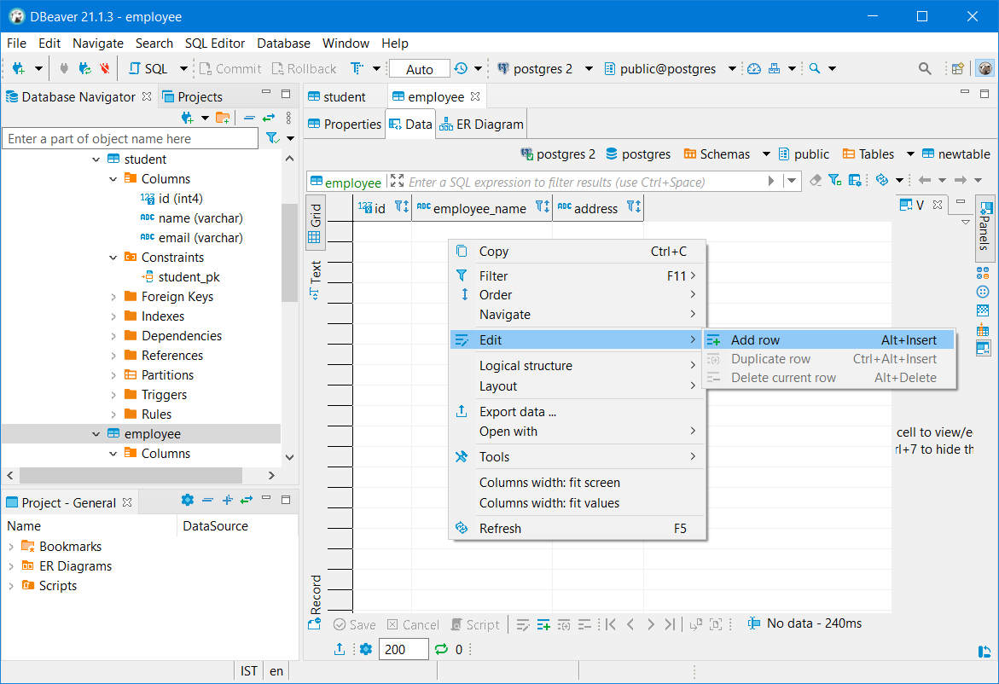 DBeaver 21.1.3 - employee
File Edit Navigate Search SQL Editor Database Window Help
SQL Commit Rollback Auto postgres 2 public@postgres
Database Navigator Projects
Enter a part of object name here
student
Columns
id (int4)
name (varchar)
email (varchar)
Constraints
student_pk
Foreign Keys
Indexes
Dependencies
References
Partitions
Triggers
Rules
employee
Columns
Project - General
Name DataSource
Bookmarks
ER Diagrams
Scripts
student employee
Properties Data ER Diagram
postgres 2 postgres Schemas public Tables newtable
employee Enter a SQL expression to filter results (use Ctrl+Space)
Grid
Text
Record
123 id ABC employee_name ABC address
Copy Ctrl+C
Filter F11
Order
Navigate
Edit
Logical structure
Layout
Export data ...
Open with
Tools
Columns width: fit screen
Columns width: fit values
Refresh F5
Add row Alt+Insert
Duplicate row Ctrl+Alt+Insert
Delete current row Alt+Delete
V
Panels
cell to view/e
rl+7 to hide th
Save Cancel Script No data - 240ms
200 0
IST en